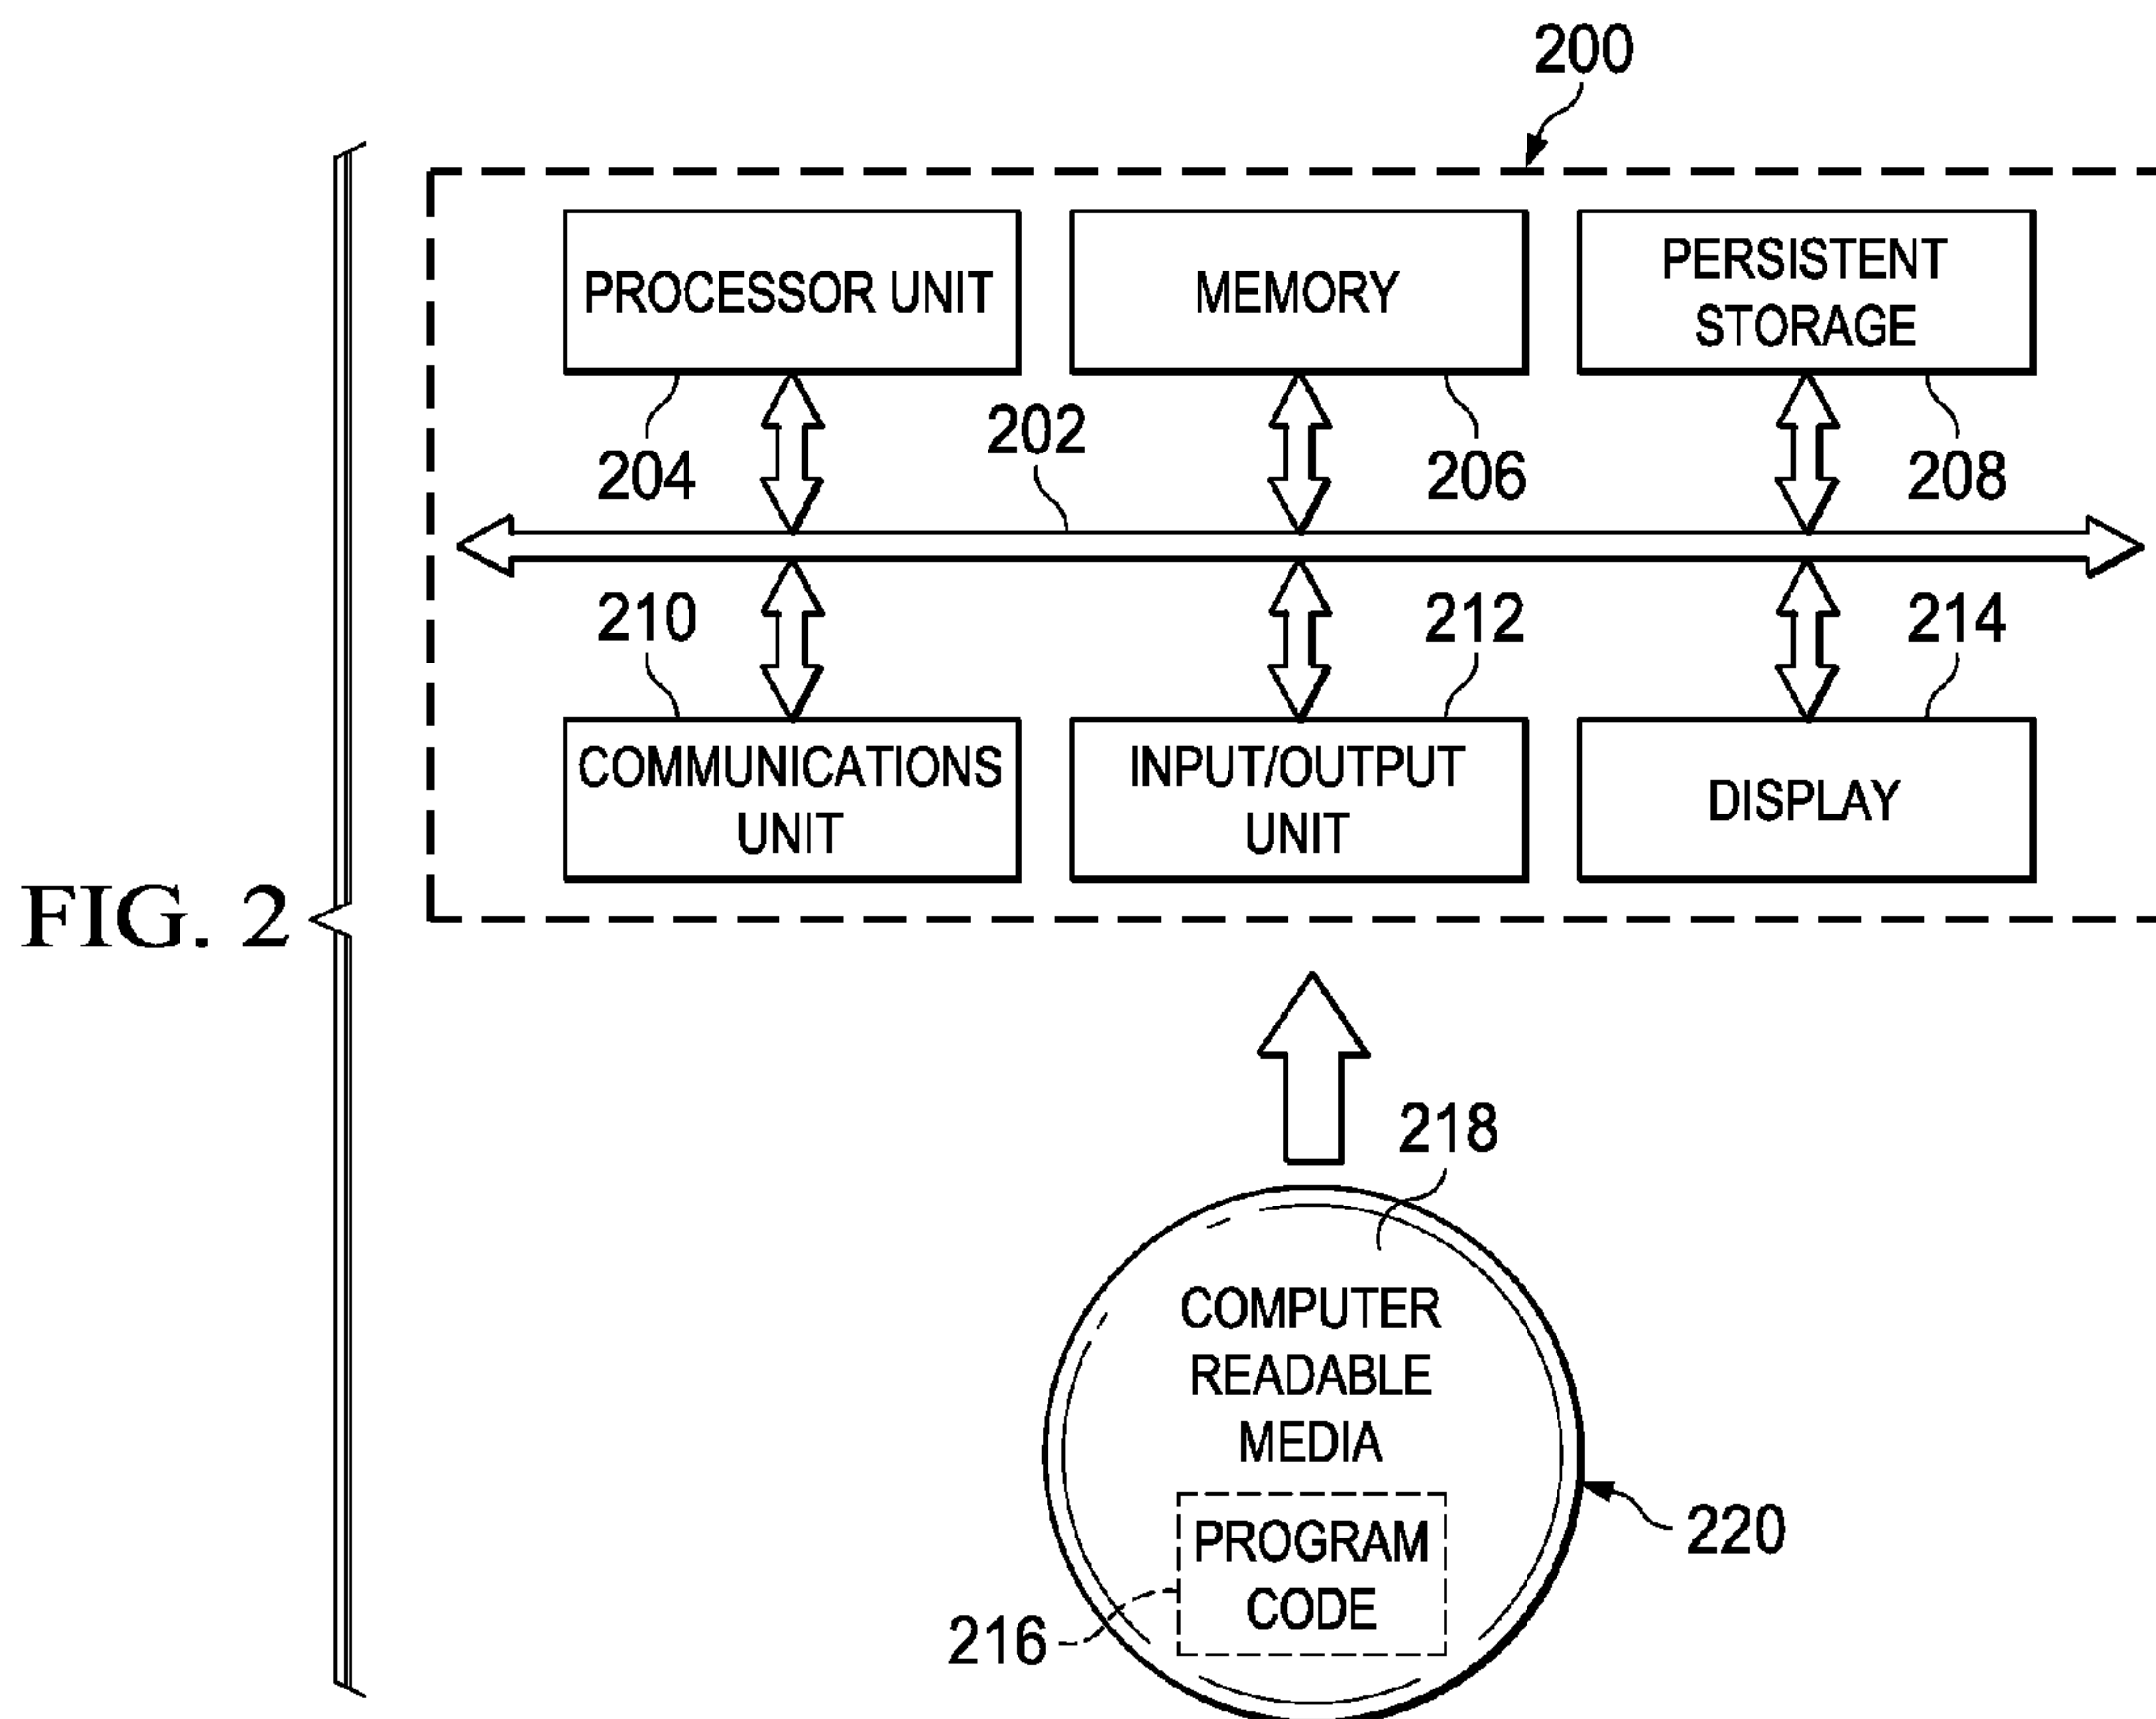 200
PROCESSOR UNIT
MEMORY
PERSISTENT
STORAGE
202
204
206
208
210
212
214
COMMUNICATIONS
UNIT
INPUT/OUTPUT
UNIT
DISPLAY
FIG. 2
218
COMPUTER
READABLE
MEDIA
PROGRAM
CODE
220
216